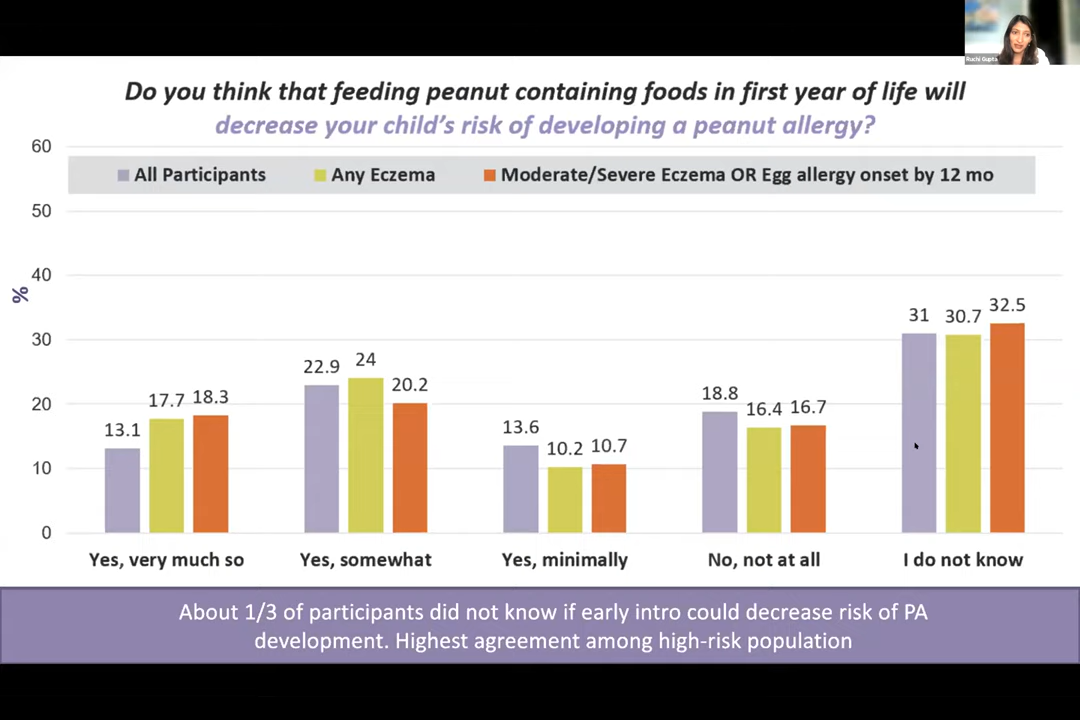 Ruchi Gupta
Do you think that feeding peanut containing foods in first year of life will
decrease your child's risk of developing a peanut allergy?
60
All Participants Any Eczema Moderate/Severe Eczema OR Egg allergy onset by 12 mo
50
40
%
30
20
10
0
13.1 17.7 18.3
22.9 24 20.2
13.6 10.2 10.7
18.8 16.4 16.7
31 30.7 32.5
Yes, very much so Yes, somewhat Yes, minimally No, not at all I do not know
About 1/3 of participants did not know if early intro could decrease risk of PA
development. Highest agreement among high-risk population